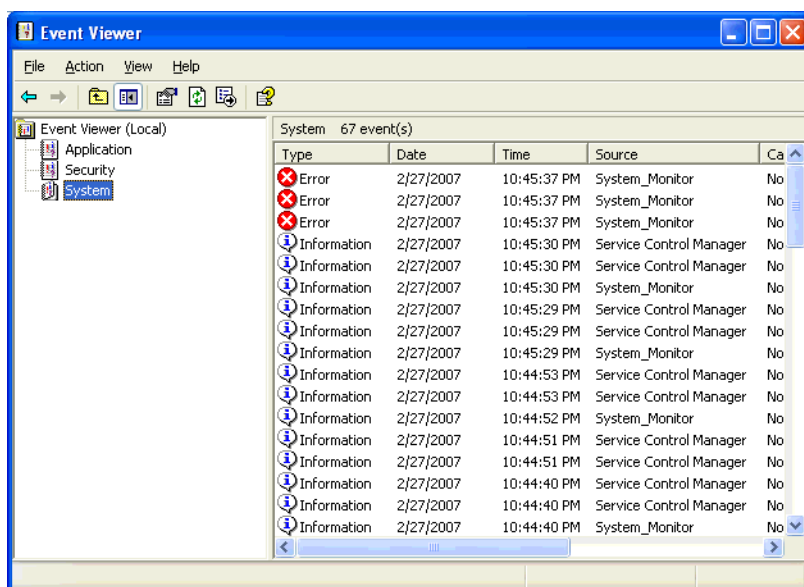 Event Viewer
File Action View Help
Event Viewer (Local)
Application
Security
System
System 67 event(s)
Type Date Time Source Ca
Error 2/27/2007 10:45:37 PM System_Monitor No
Error 2/27/2007 10:45:37 PM System_Monitor No
Error 2/27/2007 10:45:37 PM System_Monitor No
Information 2/27/2007 10:45:30 PM Service Control Manager No
Information 2/27/2007 10:45:30 PM Service Control Manager No
Information 2/27/2007 10:45:30 PM System_Monitor No
Information 2/27/2007 10:45:29 PM Service Control Manager No
Information 2/27/2007 10:45:29 PM Service Control Manager No
Information 2/27/2007 10:45:29 PM System_Monitor No
Information 2/27/2007 10:44:53 PM Service Control Manager No
Information 2/27/2007 10:44:53 PM Service Control Manager No
Information 2/27/2007 10:44:52 PM System_Monitor No
Information 2/27/2007 10:44:51 PM Service Control Manager No
Information 2/27/2007 10:44:51 PM Service Control Manager No
Information 2/27/2007 10:44:40 PM Service Control Manager No
Information 2/27/2007 10:44:40 PM Service Control Manager No
Information 2/27/2007 10:44:40 PM System_Monitor No